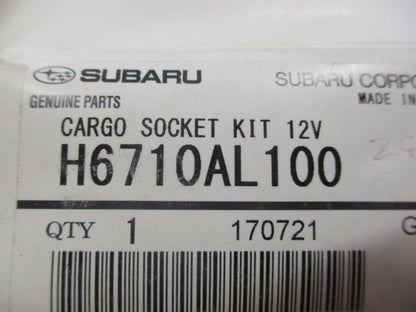 SUBARU SUBARU CORPO
GENUINE PARTS MADE IN
CARGO SOCKET KIT 12V
H6710AL100
QTY 1 170721 G